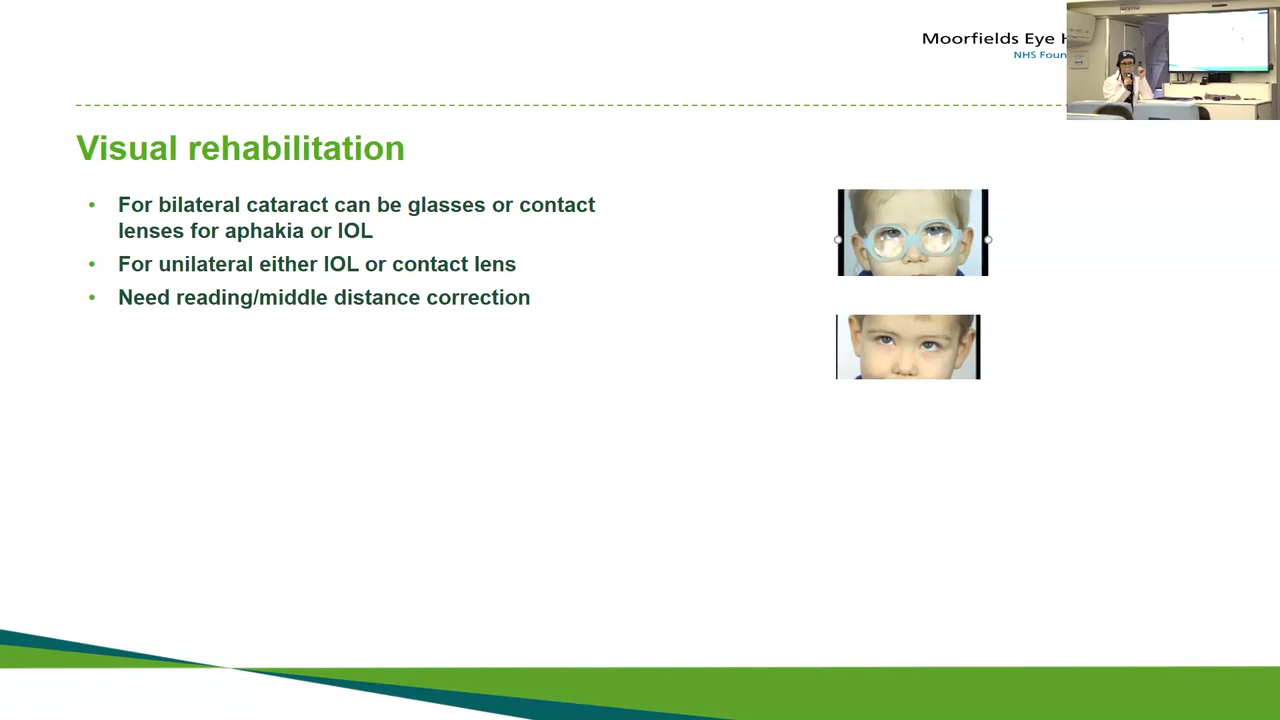 Moorfields Eye
NHS
Visual rehabilitation
• For bilateral cataract can be glasses or contact
lenses for aphakia or IOL
• For unilateral either IOL or contact lens
• Need reading/middle distance correction